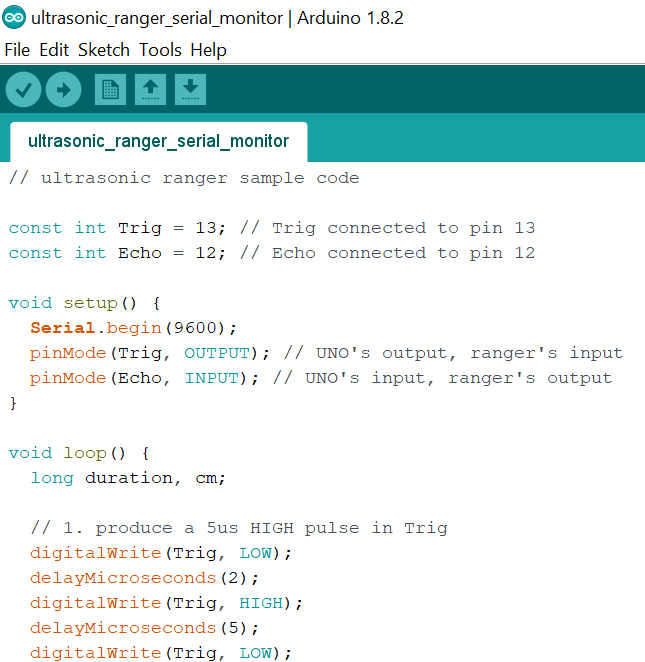 ultrasonic_ranger_serial_monitor | Arduino 1.8.2
File Edit Sketch Tools Help
ultrasonic_ranger_serial_monitor
// ultrasonic ranger sample code
const int Trig = 13; // Trig connected to pin 13
const int Echo = 12; // Echo connected to pin 12
void setup() {
  Serial.begin(9600);
  pinMode(Trig, OUTPUT); // UNO's output, ranger's input
  pinMode(Echo, INPUT); // UNO's input, ranger's output
}
void loop() {
  long duration, cm;
  // 1. produce a 5us HIGH pulse in Trig
  digitalWrite(Trig, LOW);
  delayMicroseconds(2);
  digitalWrite(Trig, HIGH);
  delayMicroseconds(5);
  digitalWrite(Trig, LOW);